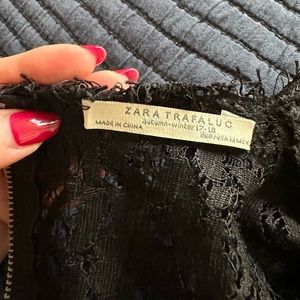 ZARA TRAFALUC
autumn-winter 17-18
MADE IN CHINA